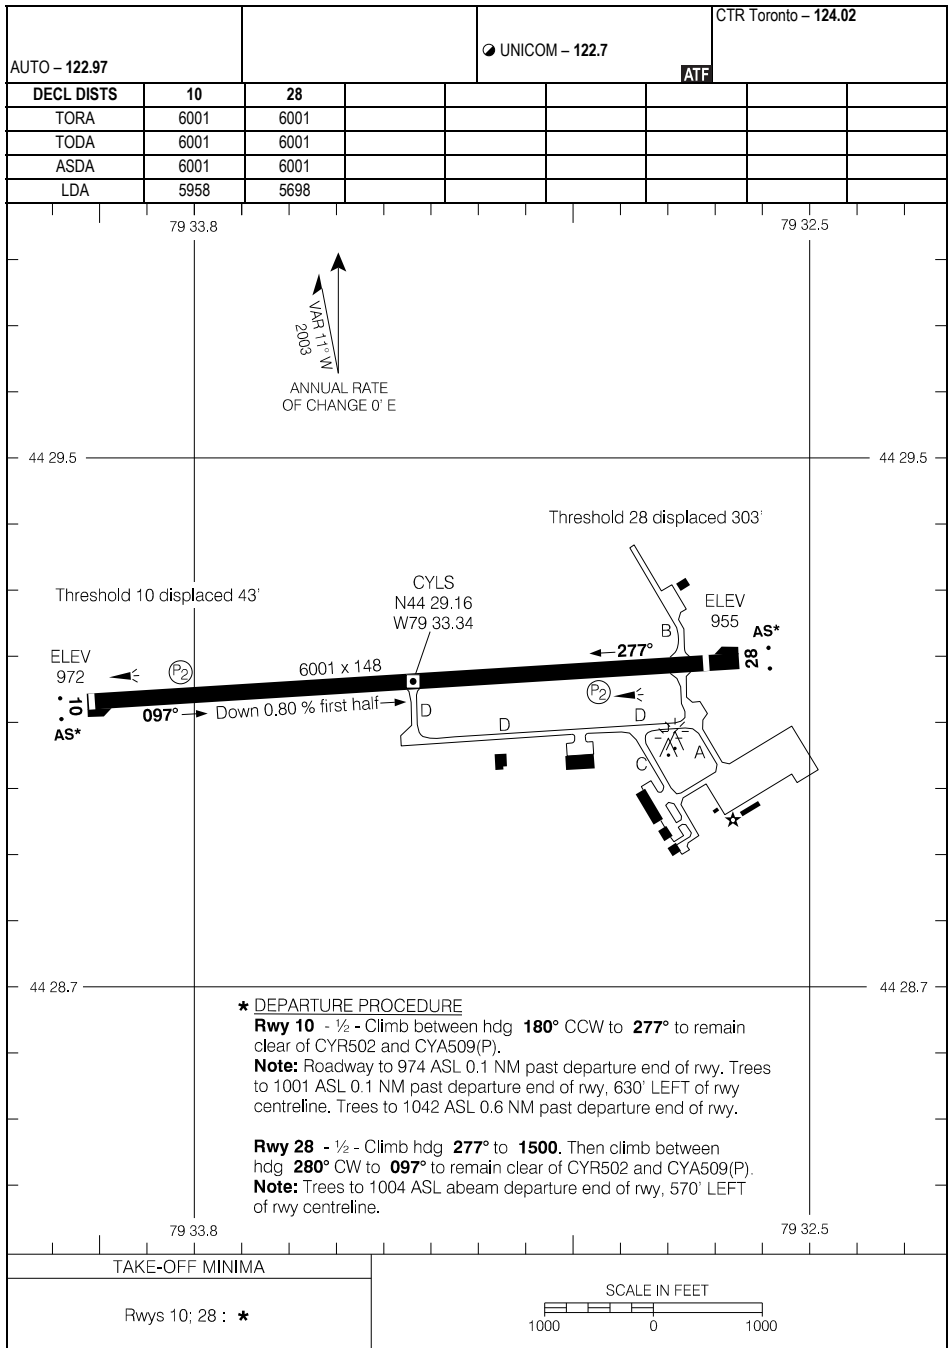 CTR Toronto – 124.02
UNICOM – 122.7
AUTO – 122.97
ATF
DECL DISTS 10 28
TORA 6001 6001
TODA 6001 6001
ASDA 6001 6001
LDA 5958 5698
79 33.8 79 32.5
VAR 11° W
2003
ANNUAL RATE
OF CHANGE 0' E
44 29.5 44 29.5
Threshold 28 displaced 303'
CYLS
N44 29.16
W79 33.34
Threshold 10 displaced 43'
ELEV
955
B
AS*
277°
28
ELEV
972
P2
6001 x 148
10
097°
Down 0.80 % first half
P2
AS*
D
D
D
C
A
44 28.7 44 28.7
* DEPARTURE PROCEDURE
Rwy 10 - ½ - Climb between hdg 180° CCW to 277° to remain
clear of CYR502 and CYA509(P).
Note: Roadway to 974 ASL 0.1 NM past departure end of rwy. Trees
to 1001 ASL 0.1 NM past departure end of rwy, 630' LEFT of rwy
centreline. Trees to 1042 ASL 0.6 NM past departure end of rwy.
Rwy 28 - ½ - Climb hdg 277° to 1500. Then climb between
hdg 280° CW to 097° to remain clear of CYR502 and CYA509(P).
Note: Trees to 1004 ASL abeam departure end of rwy, 570' LEFT
of rwy centreline.
79 33.8 79 32.5
TAKE-OFF MINIMA
Rwys 10; 28 : *
SCALE IN FEET
1000 0 1000